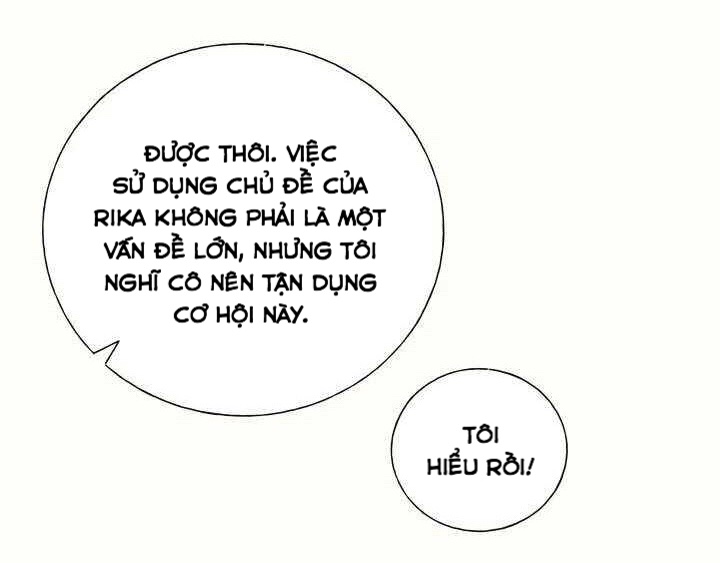 ĐƯỢC THÔI. VIỆC
SỬ DỤNG CHỦ ĐỀ CỦA
RIKA KHÔNG PHẢI LÀ MỘT
VẤN ĐỀ LỚN, NHƯNG TÔI
NGHĨ CÔ NÊN TẬN DỤNG
CƠ HỘI NÀY.
TÔI
HIỂU RỒI!